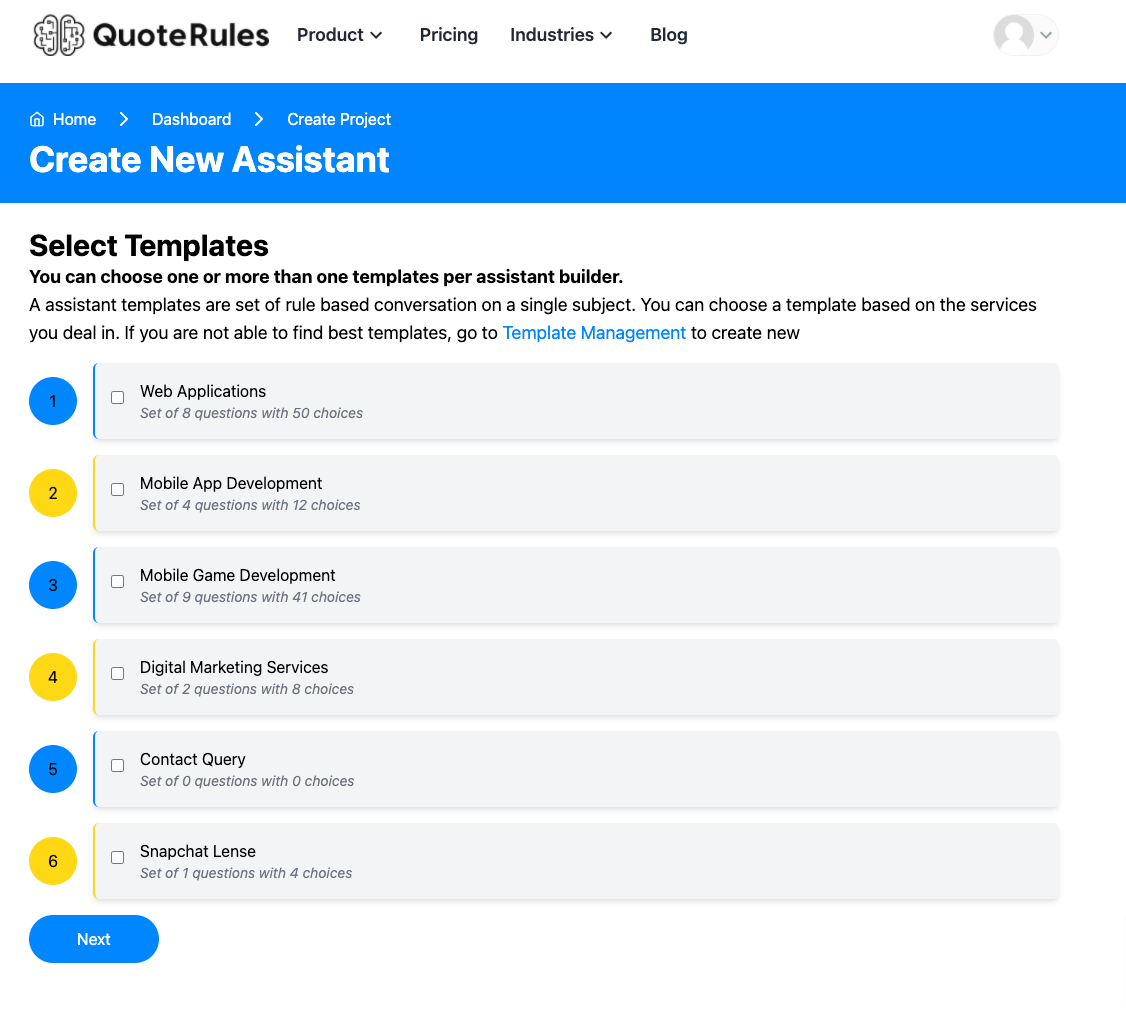 QuoteRules Product Pricing Industries Blog
Home Dashboard Create Project
Create New Assistant
Select Templates
You can choose one or more than one templates per assistant builder.
A assistant templates are set of rule based conversation on a single subject. You can choose a template based on the services
you deal in. If you are not able to find best templates, go to Template Management to create new
1
Web Applications
Set of 8 questions with 50 choices
2
Mobile App Development
Set of 4 questions with 12 choices
3
Mobile Game Development
Set of 9 questions with 41 choices
4
Digital Marketing Services
Set of 2 questions with 8 choices
5
Contact Query
Set of 0 questions with 0 choices
6
Snapchat Lense
Set of 1 questions with 4 choices
Next